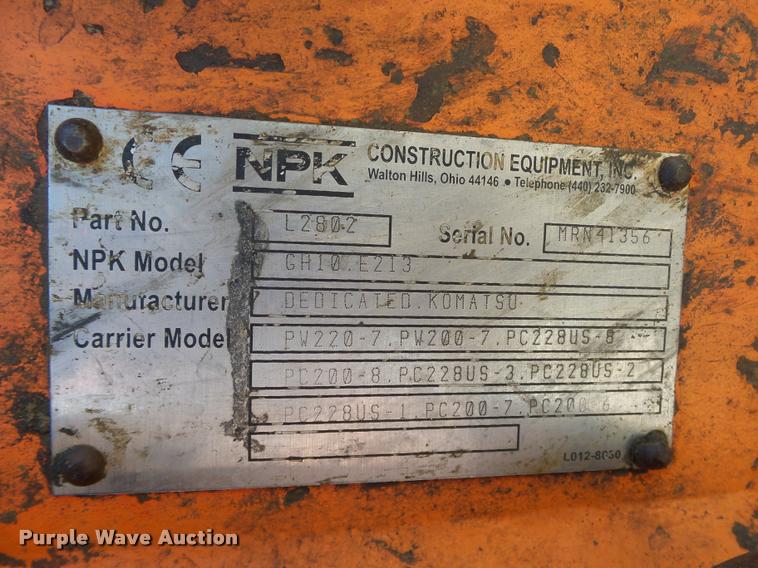 CE NPK CONSTRUCTION EQUIPMENT, INC.
Walton Hills, Ohio 44146 • Telephone (440) 232-7900
Part No. L2802 Serial No. MRN41356
NPK Model GH10 E213
Manufacturer DEDICATED.KOMATSU
Carrier Model PW220-7.PW200-7.PC228US-8
PC200-8.PC228US-3.PC228US-2
PC228US-1.PC200-7.PC200-6
L012-8050
Purple Wave Auction